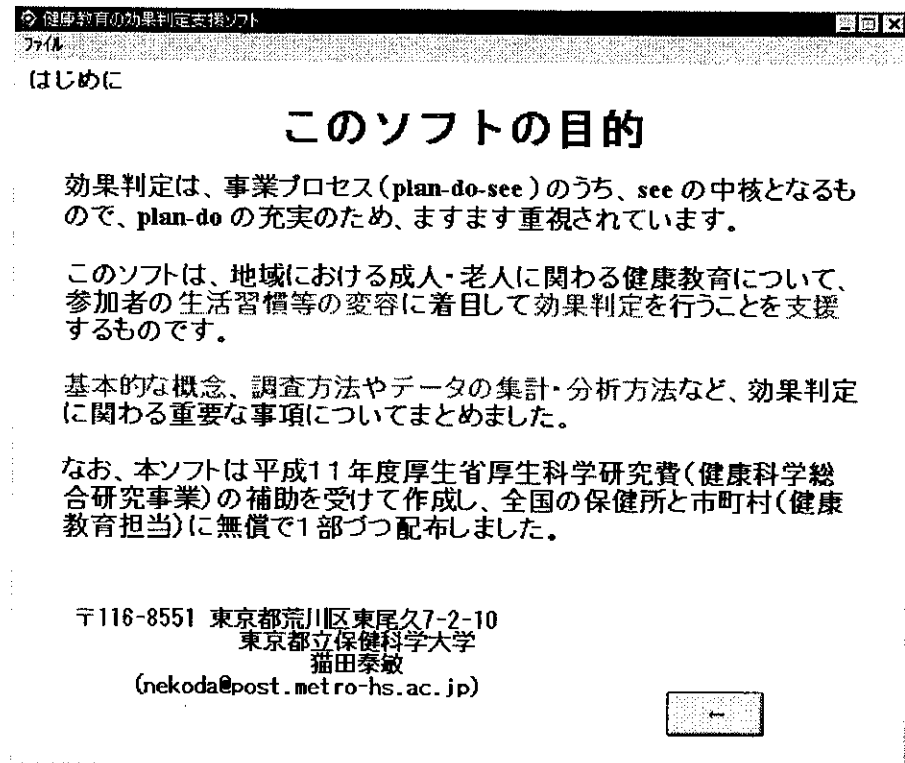 健康教育の効果判定支援ソフト
ファイル
はじめに
このソフトの目的
効果判定は、事業プロセス(plan-do-see)のうち、see の中核となるも
ので、plan-do の充実のため、ますます重視されています。
このソフトは、地域における成人・老人に関わる健康教育について、
参加者の生活習慣等の変容に着目して効果判定を行うことを支援
するものです。
基本的な概念、調査方法やデータの集計・分析方法など、効果判定
に関わる重要な事項についてまとめました。
なお、本ソフトは平成11年度厚生省厚生科学研究費(健康科学総
合研究事業)の補助を受けて作成し、全国の保健所と市町村(健康
教育担当)に無償で1部づつ配布しました。
〒116-8551 東京都荒川区東尾久7-2-10
東京都立保健科学大学
猫田泰敏
(nekoda@post.metro-hs.ac.jp)
←